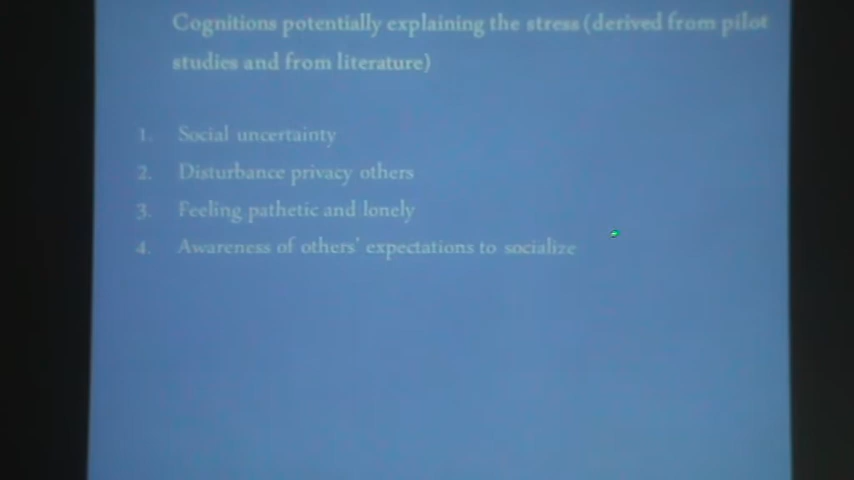 Cognitions potentially explaining the stress (derived from pilot
studies and from literature)
1. Social uncertainty
2. Disturbance privacy others
3. Feeling pathetic and lonely
4. Awareness of others' expectations to socialize